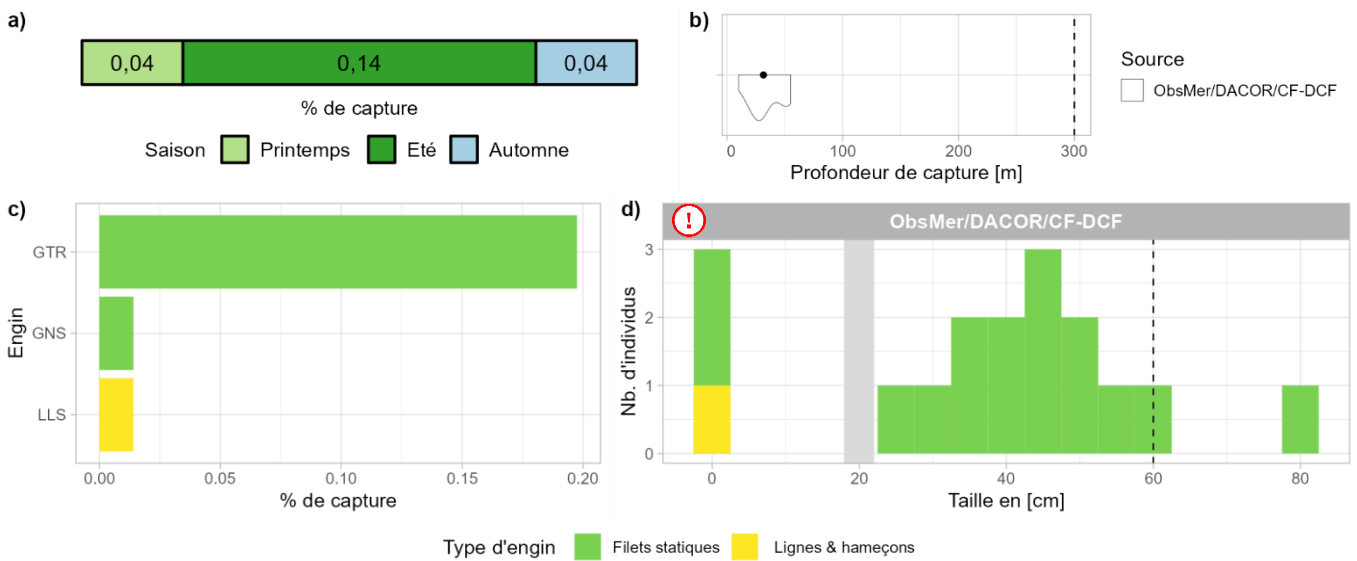 a)
0,04 0,14 0,04
% de capture
Saison Printemps Eté Automne
b)
0 100 200 300
Profondeur de capture [m]
Source
ObsMer/DACOR/CF-DCF
c)
Engin
GTR
GNS
LLS
0.00 0.05 0.10 0.15 0.20
% de capture
d)
! ObsMer/DACOR/CF-DCF
Nb. d'individus
3
2
1
0
0 20 40 60 80
Taille en [cm]
Type d'engin Filets statiques Lignes & hameçons